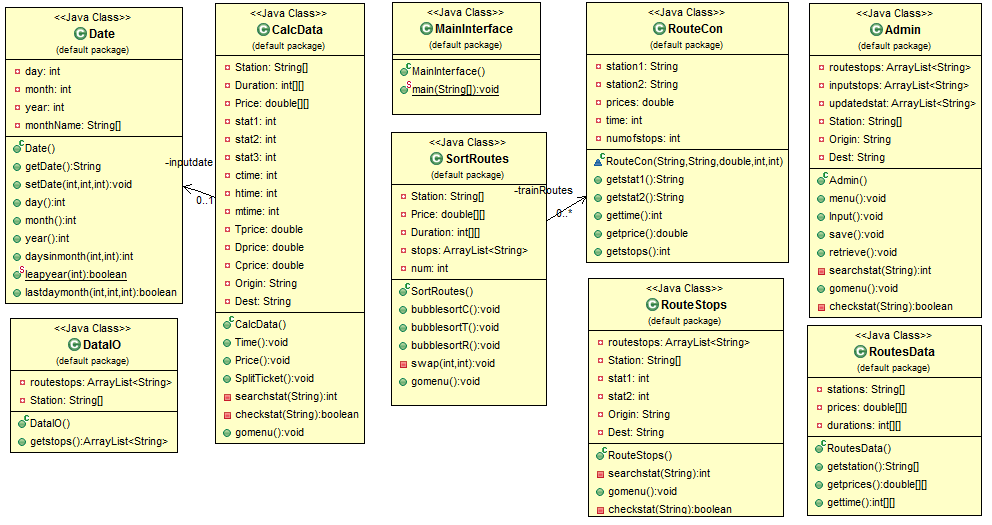 <<Java Class>>
Date
(default package)
day: int
month: int
year: int
monthName: String[]
Date()
getDate():String
setDate(int,int,int):void
day():int
month():int
year():int
daysinmonth(int,int):int
leapyear(int):boolean
lastdaymonth(int,int,int):boolean
-inputdate
0..1
<<Java Class>>
CalcData
(default package)
Station: String[]
Duration: int[][]
Price: double[][]
stat1: int
stat2: int
stat3: int
ctime: int
htime: int
mtime: int
Tprice: double
Dprice: double
Cprice: double
Origin: String
Dest: String
CalcData()
Time():void
Price():void
SplitTicket():void
searchstat(String):int
checkstat(String):boolean
gomenu():void
<<Java Class>>
MainInterface
(default package)
MainInterface()
main(String[]):void
<<Java Class>>
SortRoutes
(default package)
Station: String[]
Price: double[][]
Duration: int[][]
stops: ArrayList<String>
num: int
SortRoutes()
bubblesortC():void
bubblesortT():void
bubblesortR():void
swap(int,int):void
gomenu():void
-trainRoutes
0..*
<<Java Class>>
RouteCon
(default package)
station1: String
station2: String
prices: double
time: int
numofstops: int
RouteCon(String,String,double,int,int)
getstat1():String
getstat2():String
gettime():int
getprice():double
getstops():int
<<Java Class>>
Admin
(default package)
routestops: ArrayList<String>
inputstops: ArrayList<String>
updatedstat: ArrayList<String>
Station: String[]
Origin: String
Dest: String
Admin()
menu():void
Input():void
save():void
retrieve():void
searchstat(String):int
gomenu():void
checkstat(String):boolean
<<Java Class>>
DataIO
(default package)
routestops: ArrayList<String>
Station: String[]
DataIO()
getstops():ArrayList<String>
<<Java Class>>
RouteStops
(default package)
routestops: ArrayList<String>
Station: String[]
stat1: int
stat2: int
Origin: String
Dest: String
RouteStops()
searchstat(String):int
gomenu():void
checkstat(String):boolean
<<Java Class>>
RoutesData
(default package)
stations: String[]
prices: double[][]
durations: int[][]
RoutesData()
getstation():String[]
getprices():double[][]
gettime():int[][]